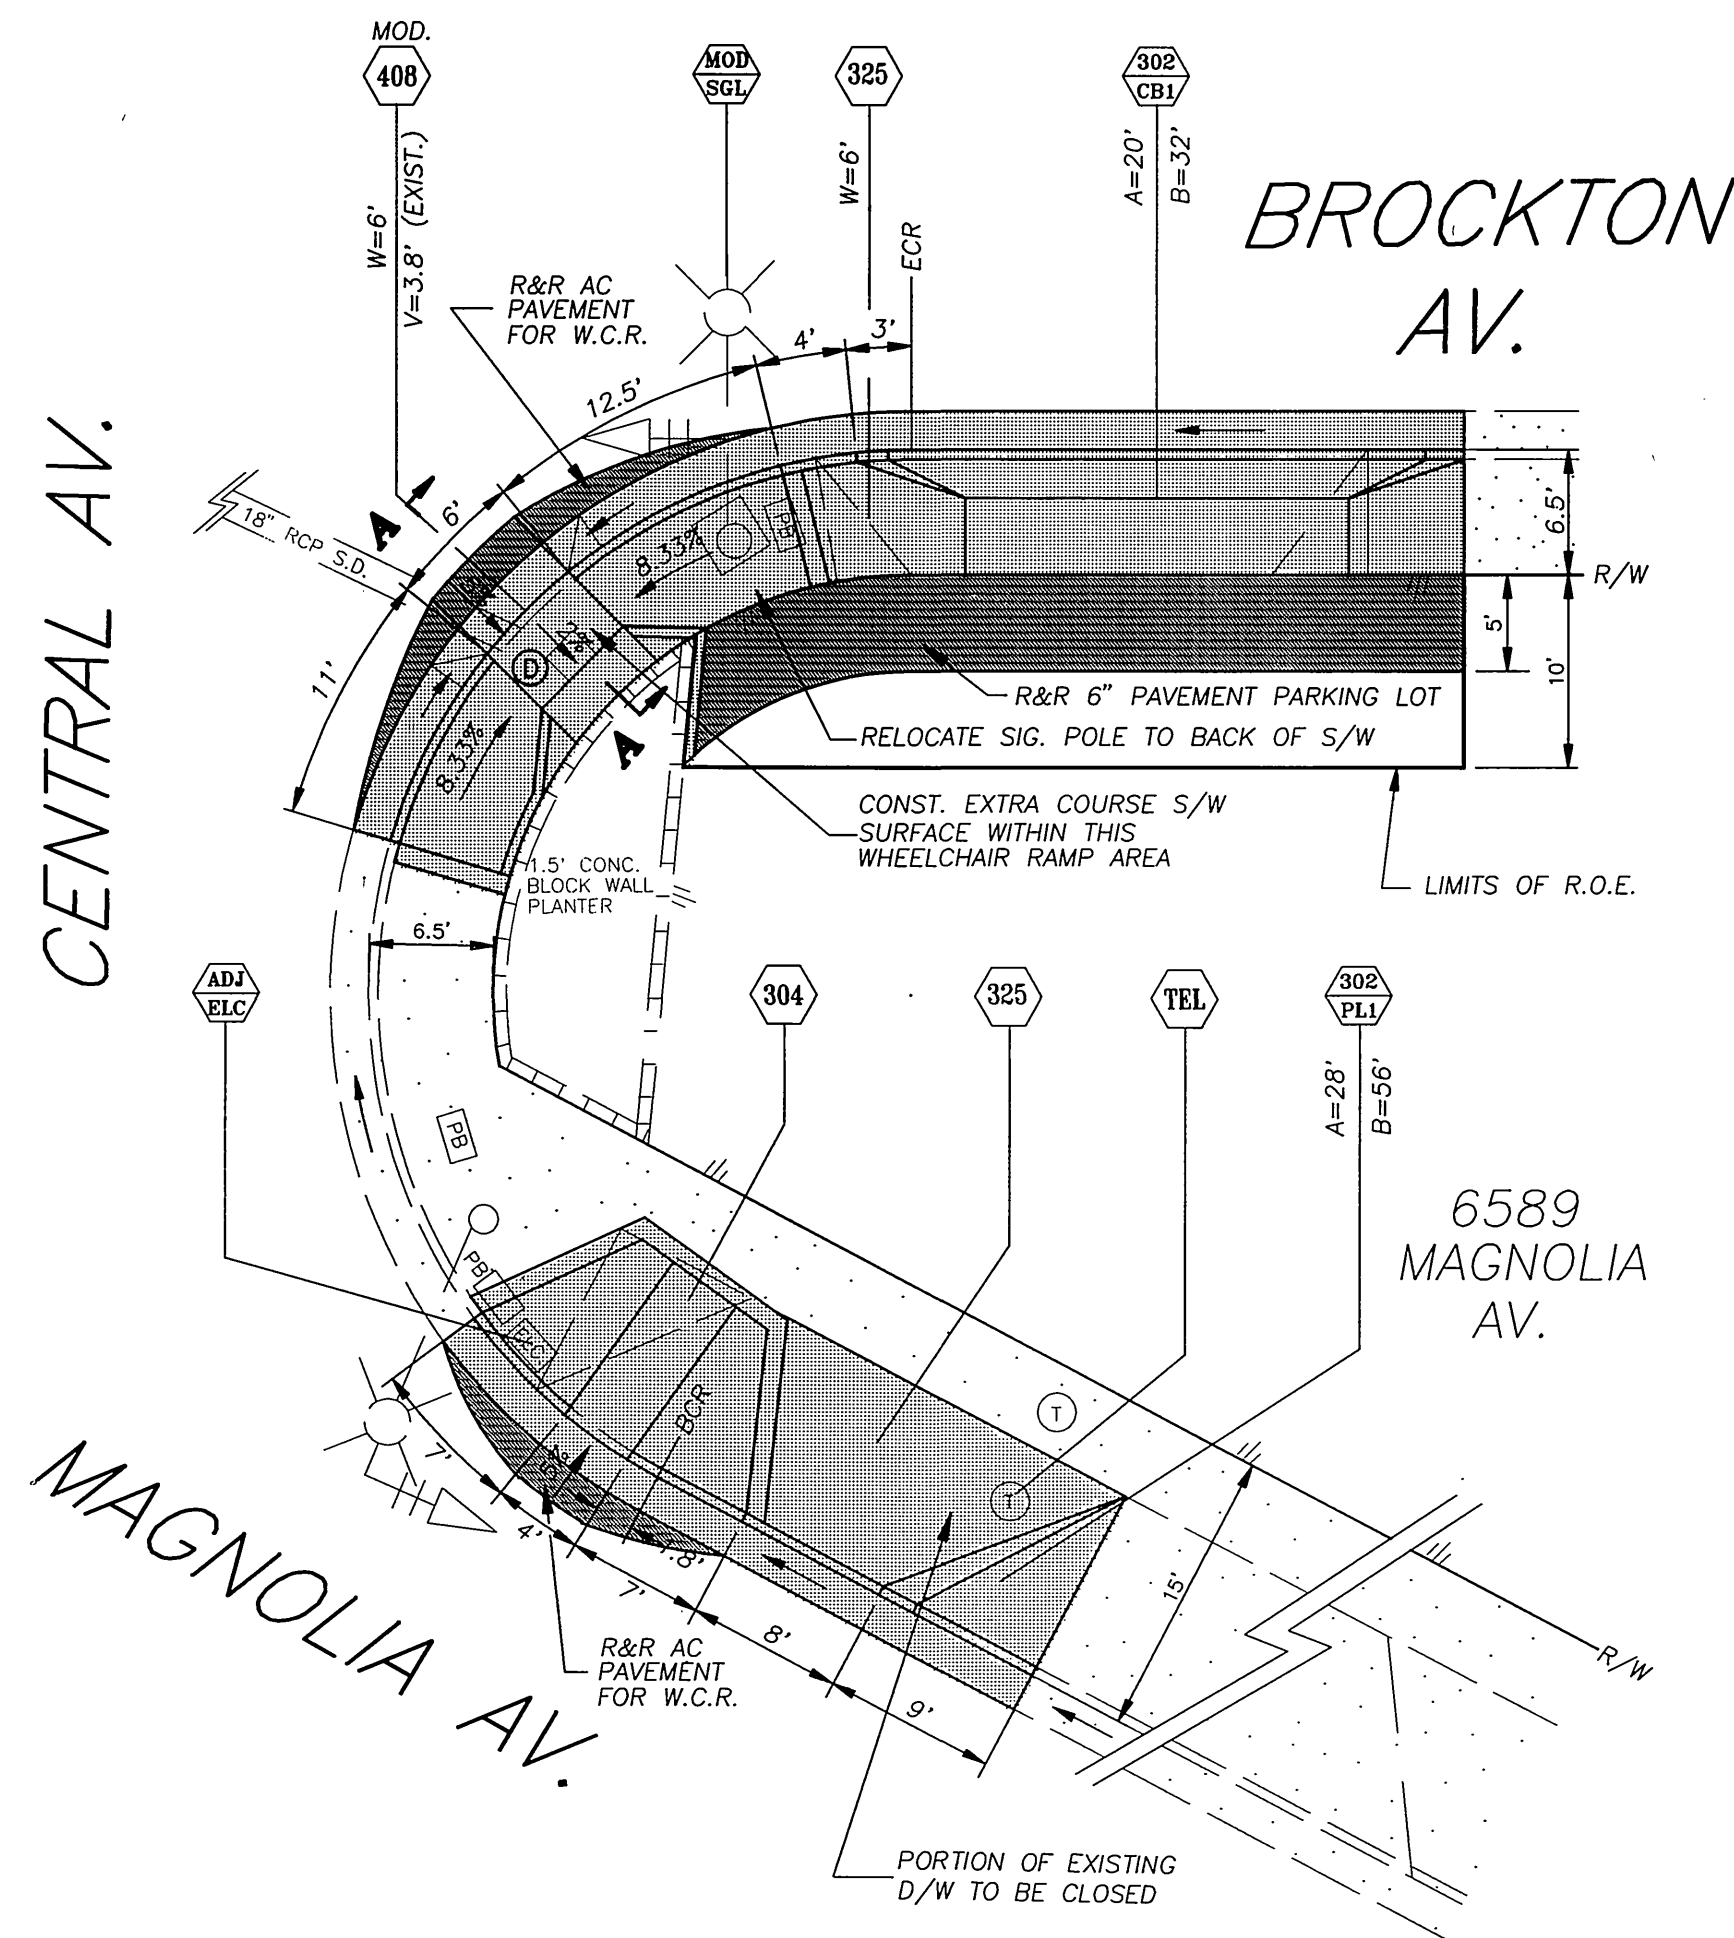 MOD.
408
MOD
SGL
325
302
CB1
W=6'
V=3.8' (EXIST.)
W=6'
A=20'
B=32'
BROCKTON
AV.
ECR
R&R AC
PAVEMENT
FOR W.C.R.
4'
3'
12.5'
6'
A
18" RCP S.D.
11'
CENTRAL AV.
8.33%
PB
6.5'
R/W
5'
10'
2%
D
8.33%
A
R&R 6" PAVEMENT PARKING LOT
RELOCATE SIG. POLE TO BACK OF S/W
CONST. EXTRA COURSE S/W
SURFACE WITHIN THIS
WHEELCHAIR RAMP AREA
LIMITS OF R.O.E.
1.5' CONC.
BLOCK WALL
PLANTER
6.5'
ADJ
ELC
304
325
TEL
302
PL1
A=28'
B=56'
PB
6589
MAGNOLIA
AV.
PB
ELC
BCR
T
T
7'
4'
7'
8'
9'
15'
R/W
MAGNOLIA AV.
R&R AC
PAVEMENT
FOR W.C.R.
PORTION OF EXISTING
D/W TO BE CLOSED